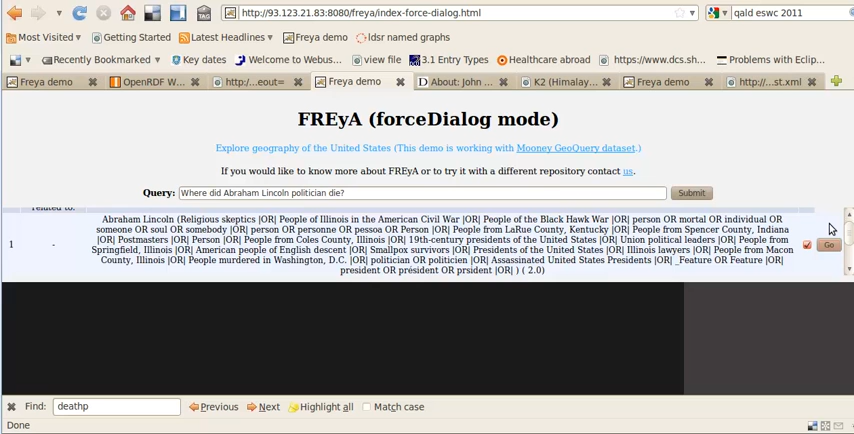 http://93.123.21.83:8080/freya/index-force-dialog.html
qald eswc 2011
Most Visited Getting Started Latest Headlines Freya demo ldsr named graphs
Recently Bookmarked Key dates Welcome to Webus... view file 3.1 Entry Types Healthcare abroad https://www.dcs.sh... Problems with Eclip...
Freya demo OpenRDF W... http:/...eout= Freya demo About: John ... K2 (Himalay... Freya demo http:/...st.xml
FREyA (forceDialog mode)
Explore geography of the United States (This demo is working with Mooney GeoQuery dataset.)
If you would like to know more about FREyA or to try it with a different repository contact us.
Query: Where did Abraham Lincoln politician die? Submit
related to:
Abraham Lincoln (Religious skeptics |OR| People of Illinois in the American Civil War |OR| People of the Black Hawk War |OR| person OR mortal OR individual OR
someone OR soul OR somebody |OR| person OR personne OR pessoa OR Person |OR| People from LaRue County, Kentucky |OR| People from Spencer County, Indiana
|OR| Postmasters |OR| Person |OR| People from Coles County, Illinois |OR| 19th-century presidents of the United States |OR| Union political leaders |OR| People from
1 - Springfield, Illinois |OR| American people of English descent |OR| Smallpox survivors |OR| Presidents of the United States |OR| Illinois lawyers |OR| People from Macon Go
County, Illinois |OR| People murdered in Washington, D.C. |OR| politician OR politicien |OR| Assassinated United States Presidents |OR| _Feature OR Feature |OR|
president OR président OR prsident |OR| ) ( 2.0)
Find: deathp Previous Next Highlight all Match case
Done